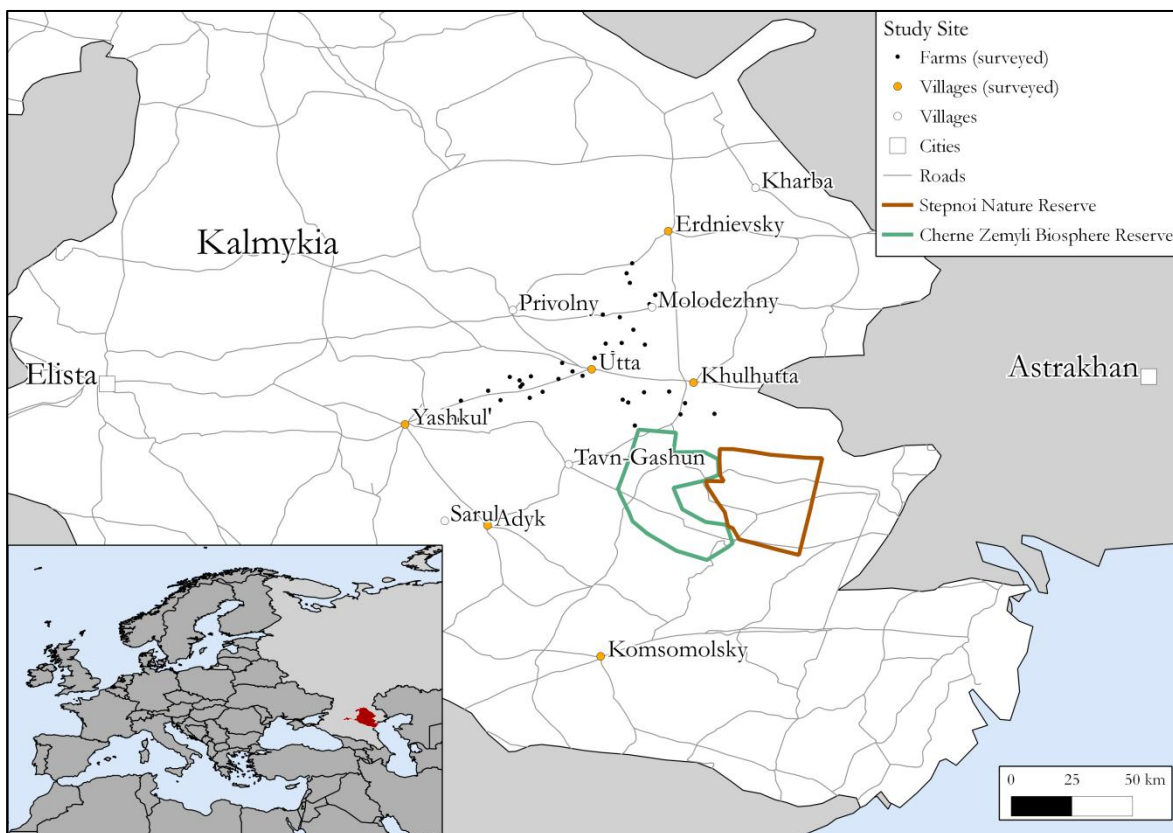 Study Site
Farms (surveyed)
Villages (surveyed)
Villages
Cities
Roads
Stepnoi Nature Reserve
Cherne Zemyli Biosphere Reserve
Kharba
Erdnievsky
Kalmykia
Privolny
Molodezhny
Utta
Elista
Khulhutta
Astrakhan
Yashkul'
Tavn-Gashun
Sarul
Adyk
Komsomolsky
0 25 50 km